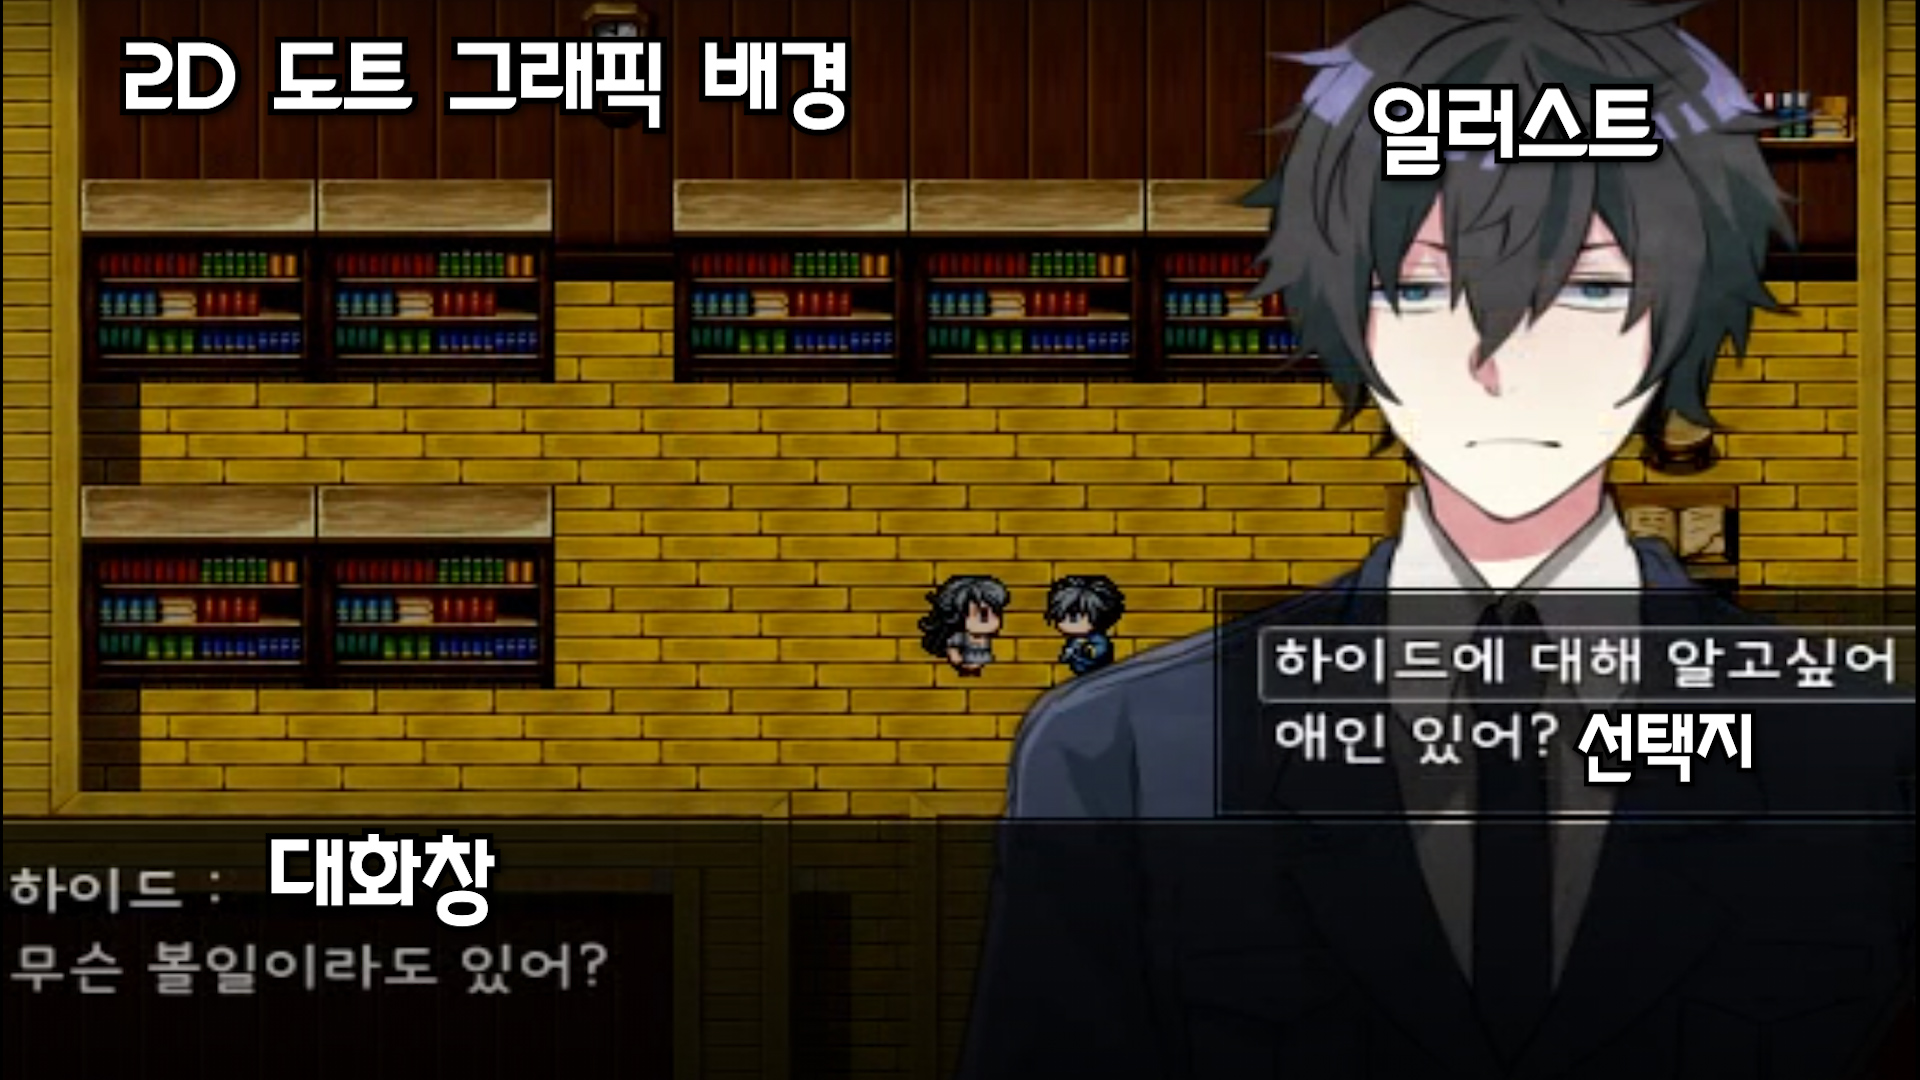 2D 도트 그래픽 배경
일러스트
하이드에 대해 알고싶어
애인 있어?
선택지
대화창
하이드 :
무슨 볼일이라도 있어?